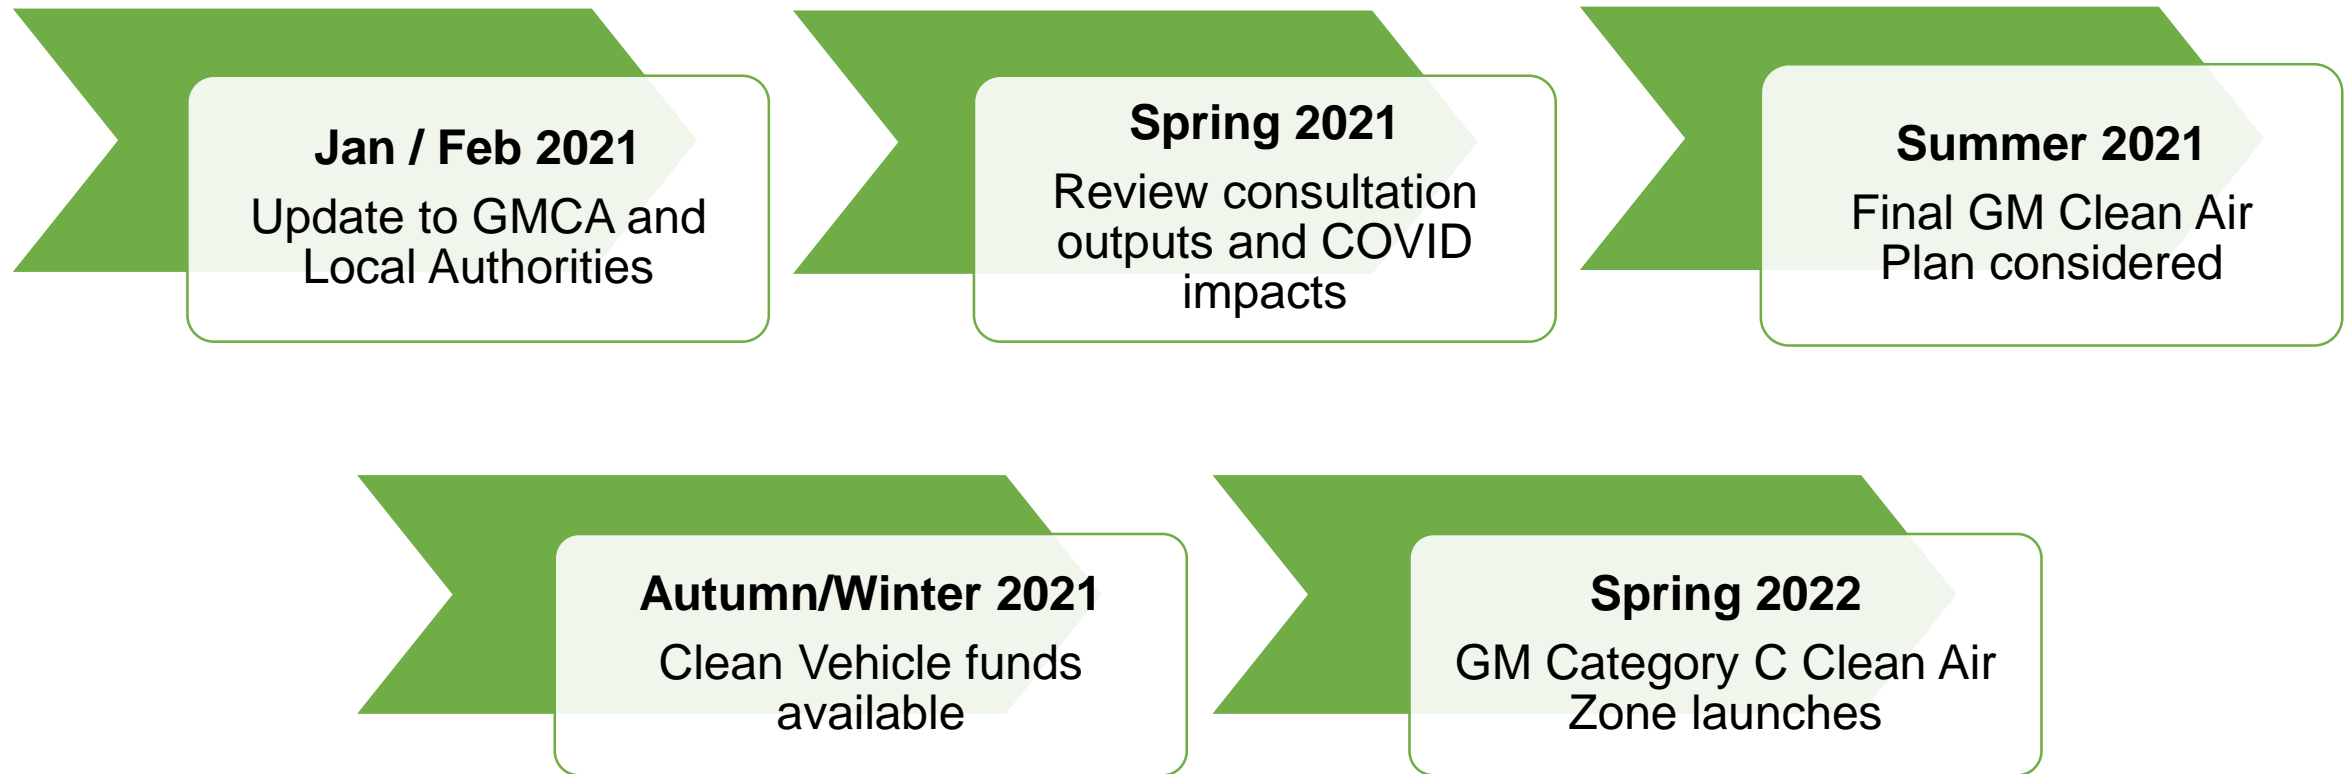 Jan / Feb 2021
Update to GMCA and
Local Authorities
Spring 2021
Review consultation
outputs and COVID
impacts
Summer 2021
Final GM Clean Air
Plan considered
Autumn/Winter 2021
Clean Vehicle funds
available
Spring 2022
GM Category C Clean Air
Zone launches